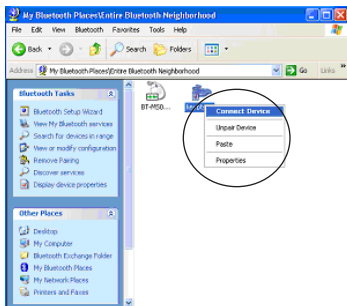 My Bluetooth Places\Entire Bluetooth Neighborhood
File Edit View Bluetooth Favorites Tools Help
Back Search Folders
Address My Bluetooth Places\Entire Bluetooth Neighborhood Go Links »
Bluetooth Tasks
Bluetooth Setup Wizard
View My Bluetooth services
Search for devices in range
View or modify configuration
Remove Pairing
Discover services
Display device properties
Other Places
Desktop
My Computer
Bluetooth Exchange Folder
My Bluetooth Places
My Network Places
Printers and Faxes
BT-MSD...
Connect Device
Unpair Device
Paste
Properties